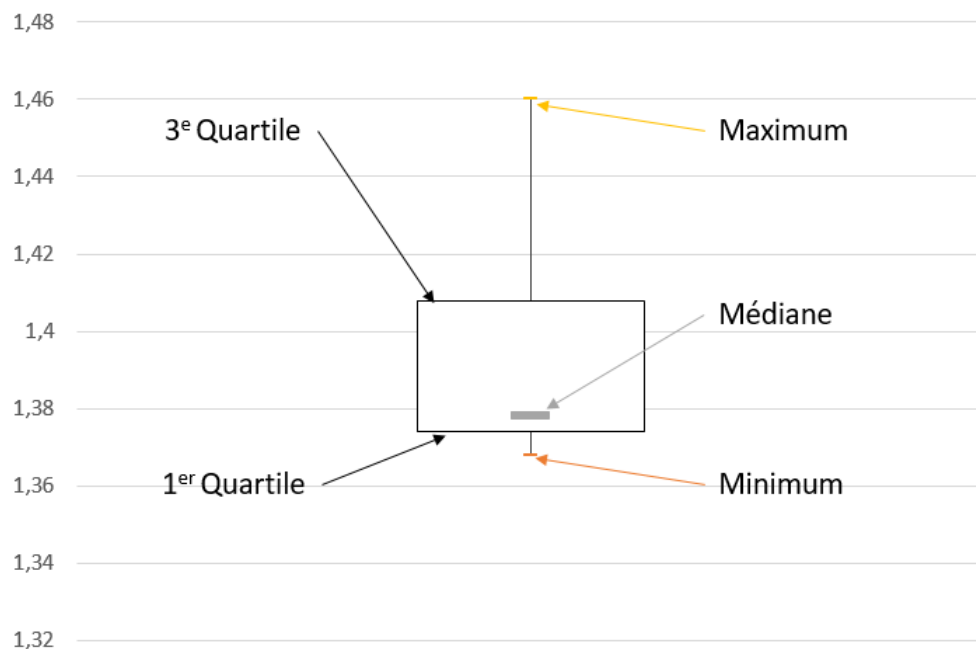 1,48
1,46
3e Quartile
Maximum
1,44
1,42
Médiane
1,4
1,38
1er Quartile
Minimum
1,36
1,34
1,32